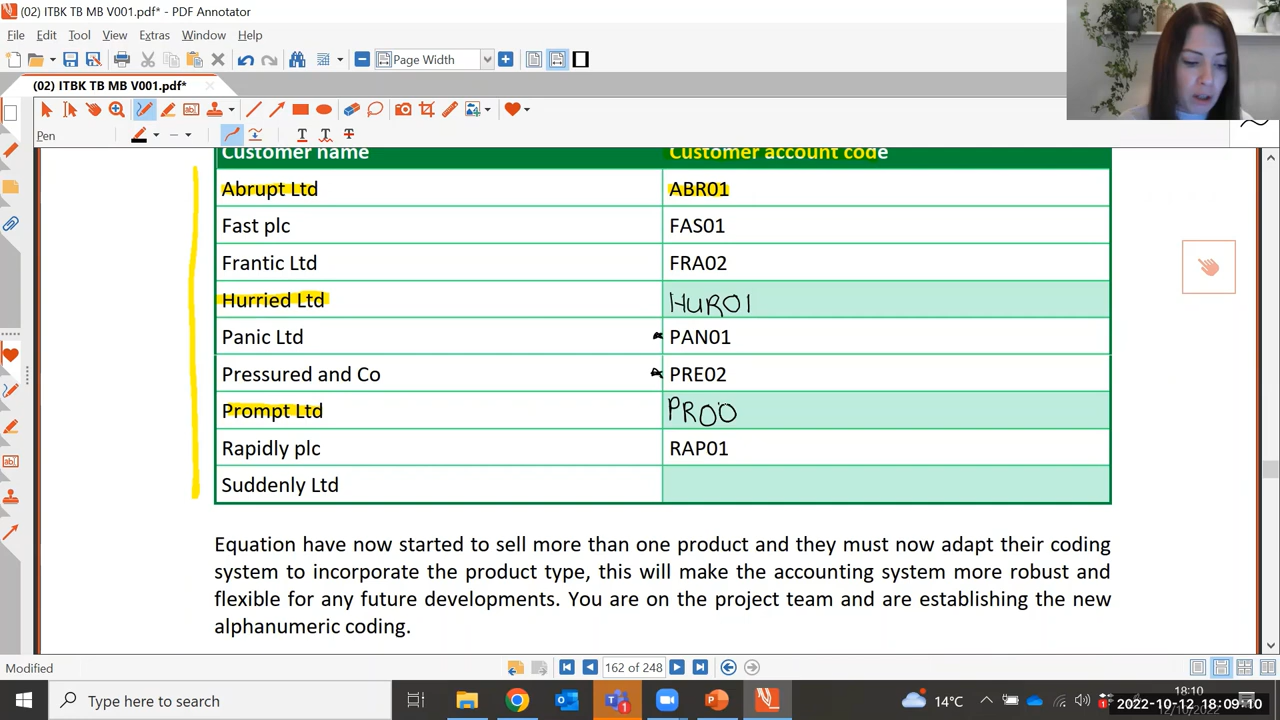 (02) ITBK TB MB V001.pdf* - PDF Annotator
File Edit Tool View Extras Window Help
Page Width
(02) ITBK TB MB V001.pdf*
Pen
Customer name Customer account code
Abrupt Ltd ABR01
Fast plc FAS01
Frantic Ltd FRA02
Hurried Ltd HUR01
Panic Ltd PAN01
Pressured and Co PRE02
Prompt Ltd PRO0
Rapidly plc RAP01
Suddenly Ltd
Equation have now started to sell more than one product and they must now adapt their coding
system to incorporate the product type, this will make the accounting system more robust and
flexible for any future developments. You are on the project team and are establishing the new
alphanumeric coding.
Modified 162 of 248
Type here to search 14°C 18:10
2022-10-12 18:09:10